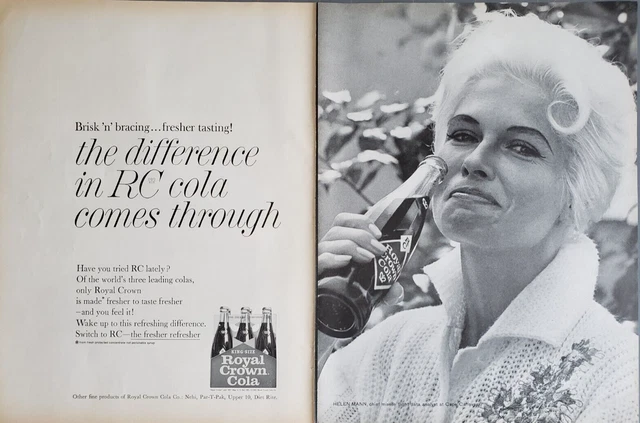 Brisk 'n' bracing...fresher tasting!
the difference
in RC cola
comes through
Have you tried RC lately?
Of the world's three leading colas,
only Royal Crown
is made* fresher to taste fresher
—and you feel it!
Wake up to this refreshing difference.
Switch to RC—the fresher refresher
KING SIZE
Royal
Crown
Cola
Other fine products of Royal Crown Cola Co.: Nehi, Par-T-Pak, Upper 10, Diet Rite.
Royal
Crown
Cola
HELEN MANN,